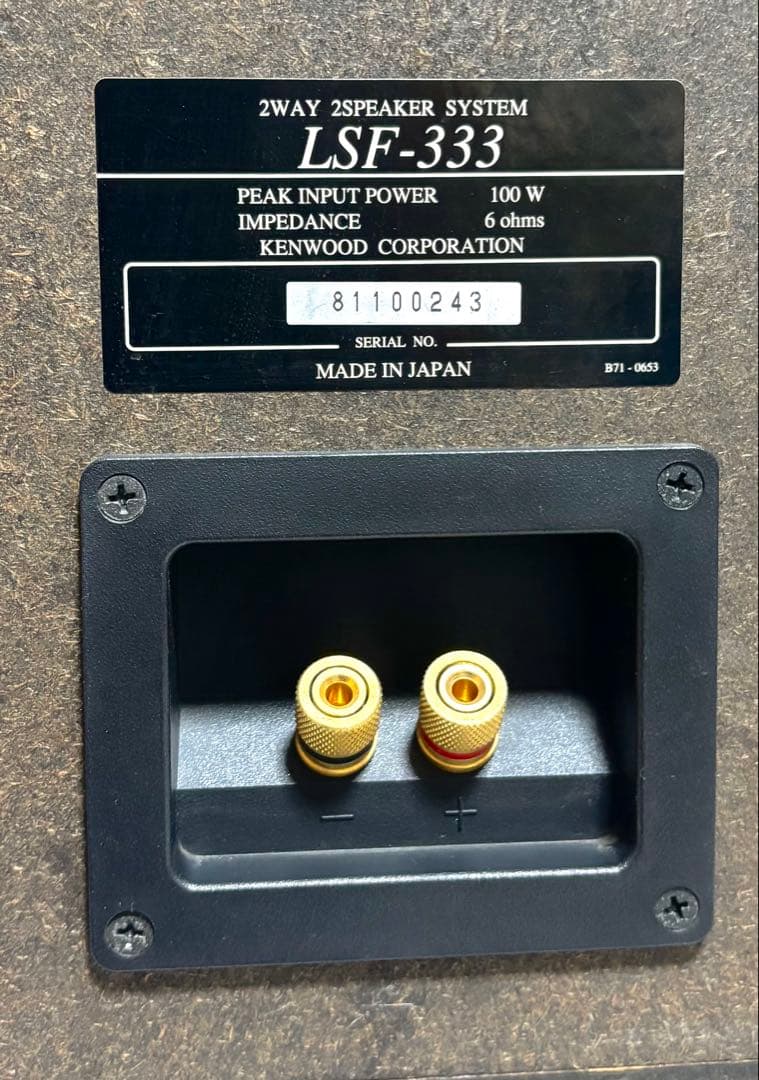 2WAY 2SPEAKER SYSTEM
LSF-333
PEAK INPUT POWER 100 W
IMPEDANCE 6 ohms
KENWOOD CORPORATION
81100243
SERIAL NO.
MADE IN JAPAN B71-0653
− +